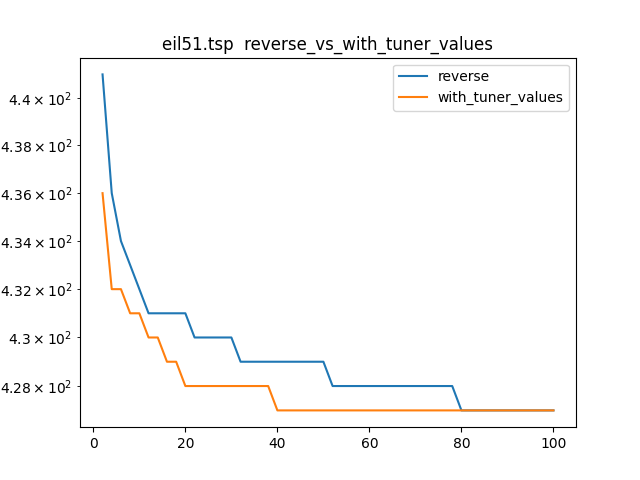 eil51.tsp  reverse_vs_with_tuner_values
reverse
with_tuner_values
4.4 × 10²
4.38 × 10²
4.36 × 10²
4.34 × 10²
4.32 × 10²
4.3 × 10²
4.28 × 10²
0 20 40 60 80 100